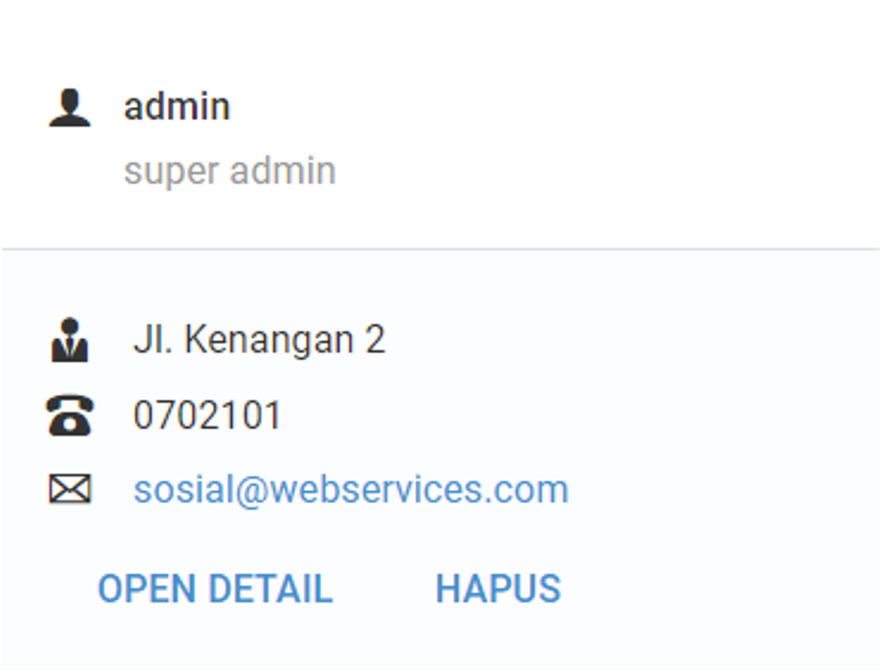 admin
super admin
Jl. Kenangan 2
0702101
sosial@webservices.com
OPEN DETAIL HAPUS